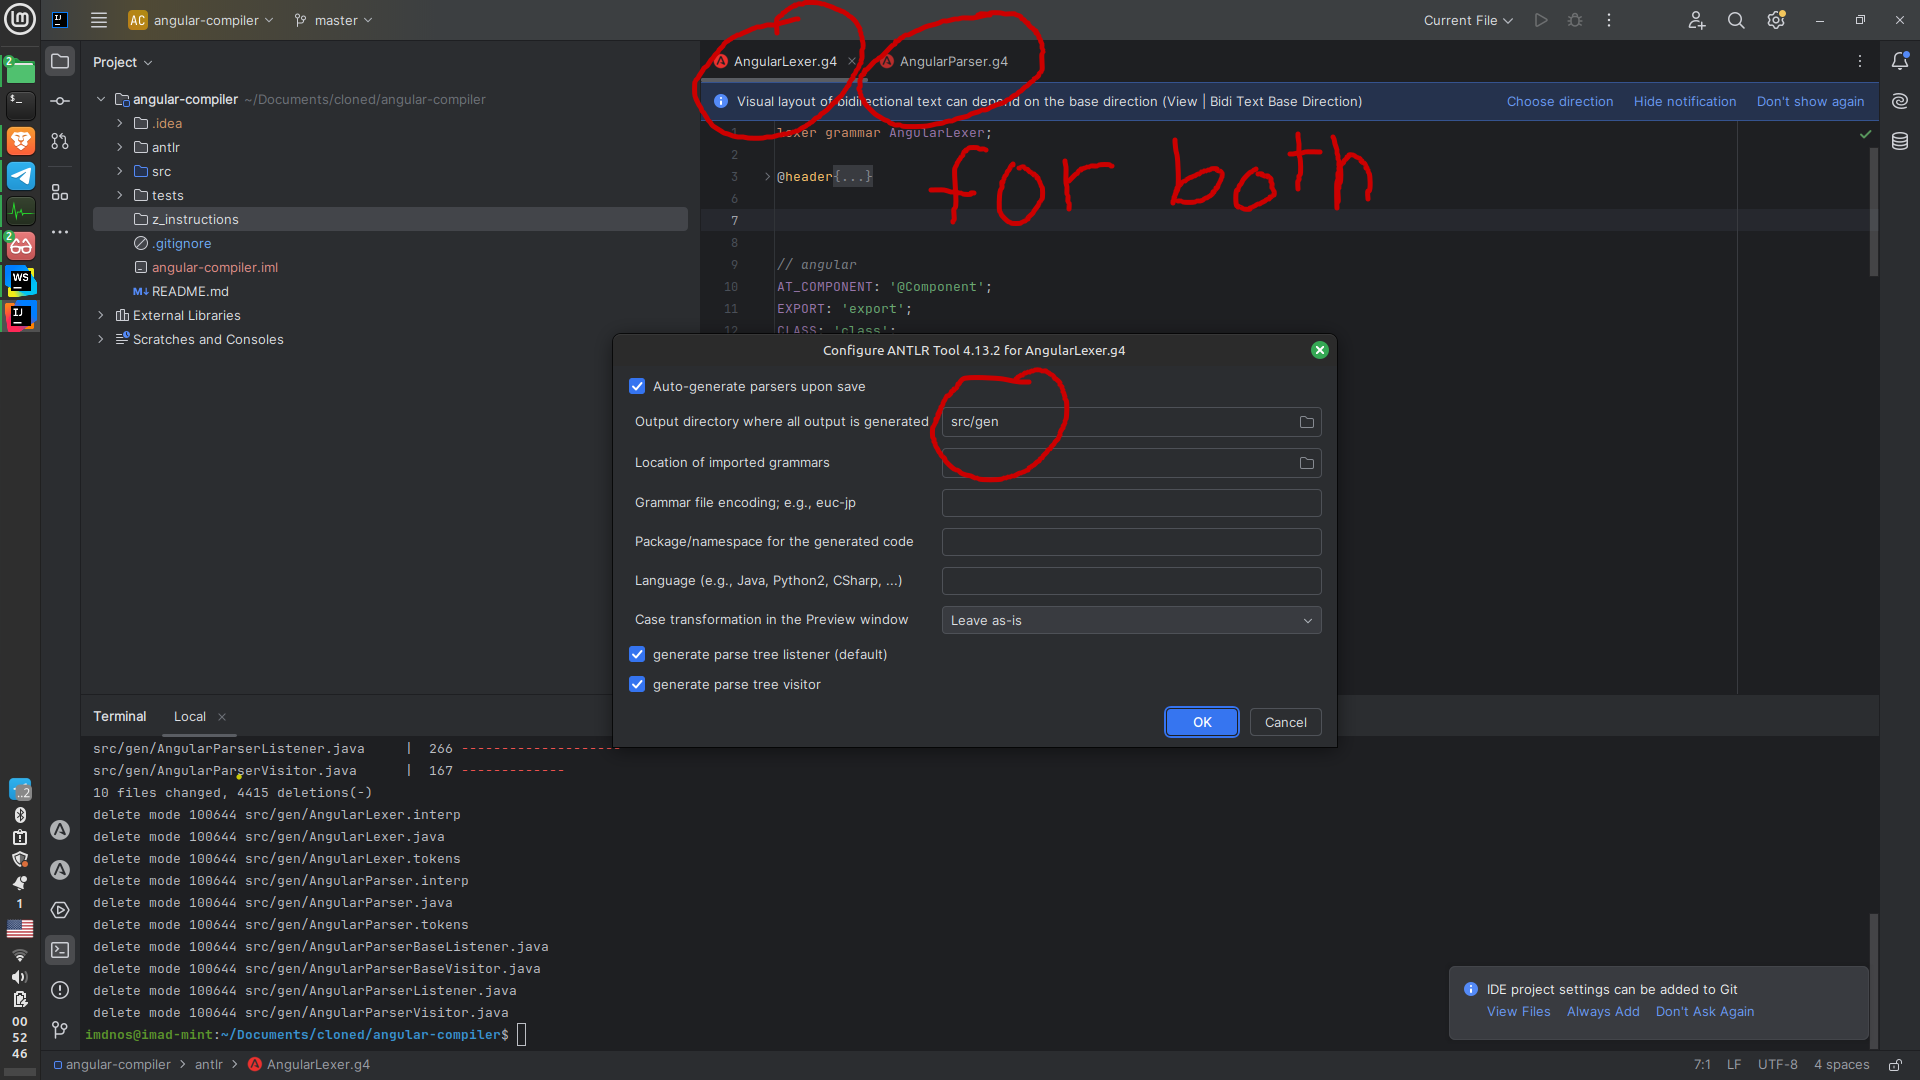 AC angular-compiler master
Current File
Project
angular-compiler ~/Documents/cloned/angular-compiler
.idea
antlr
src
tests
z_instructions
.gitignore
angular-compiler.iml
M↓ README.md
External Libraries
Scratches and Consoles
AngularLexer.g4 AngularParser.g4
Visual layout of bidirectional text can depend on the base direction (View | Bidi Text Base Direction) Choose direction Hide notification Don't show again
1 lexer grammar AngularLexer;
2
3 @header{...}
6
7
8
9 // angular
10 AT_COMPONENT: '@Component';
11 EXPORT: 'export';
12 CLASS: 'class';
for both
Configure ANTLR Tool 4.13.2 for AngularLexer.g4
Auto-generate parsers upon save
Output directory where all output is generated src/gen
Location of imported grammars
Grammar file encoding; e.g., euc-jp
Package/namespace for the generated code
Language (e.g., Java, Python2, CSharp, ...)
Case transformation in the Preview window Leave as-is
generate parse tree listener (default)
generate parse tree visitor
OK Cancel
Terminal Local
src/gen/AngularParserListener.java | 266 --------------------
src/gen/AngularParserVisitor.java | 167 -------------
10 files changed, 4415 deletions(-)
delete mode 100644 src/gen/AngularLexer.interp
delete mode 100644 src/gen/AngularLexer.java
delete mode 100644 src/gen/AngularLexer.tokens
delete mode 100644 src/gen/AngularParser.interp
delete mode 100644 src/gen/AngularParser.java
delete mode 100644 src/gen/AngularParser.tokens
delete mode 100644 src/gen/AngularParserBaseListener.java
delete mode 100644 src/gen/AngularParserBaseVisitor.java
delete mode 100644 src/gen/AngularParserListener.java
delete mode 100644 src/gen/AngularParserVisitor.java
imdnos@imad-mint:~/Documents/cloned/angular-compiler$
IDE project settings can be added to Git
View Files Always Add Don't Ask Again
angular-compiler > antlr > AngularLexer.g4
7:1 LF UTF-8 4 spaces
2
2
WS
IJ
..2
1
00
52
46